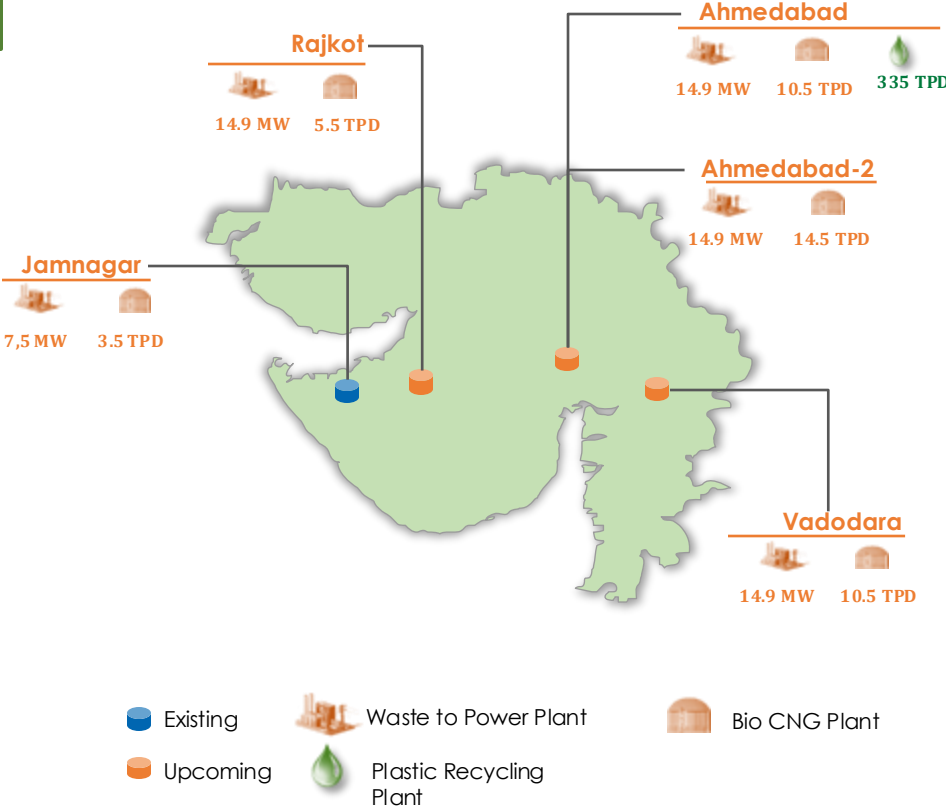 Ahmedabad
14.9 MW 10.5 TPD 335 TPD
Rajkot
14.9 MW 5.5 TPD
Ahmedabad-2
14.9 MW 14.5 TPD
Jamnagar
7,5 MW 3.5 TPD
Vadodara
14.9 MW 10.5 TPD
Existing Waste to Power Plant Bio CNG Plant
Upcoming Plastic Recycling
Plant